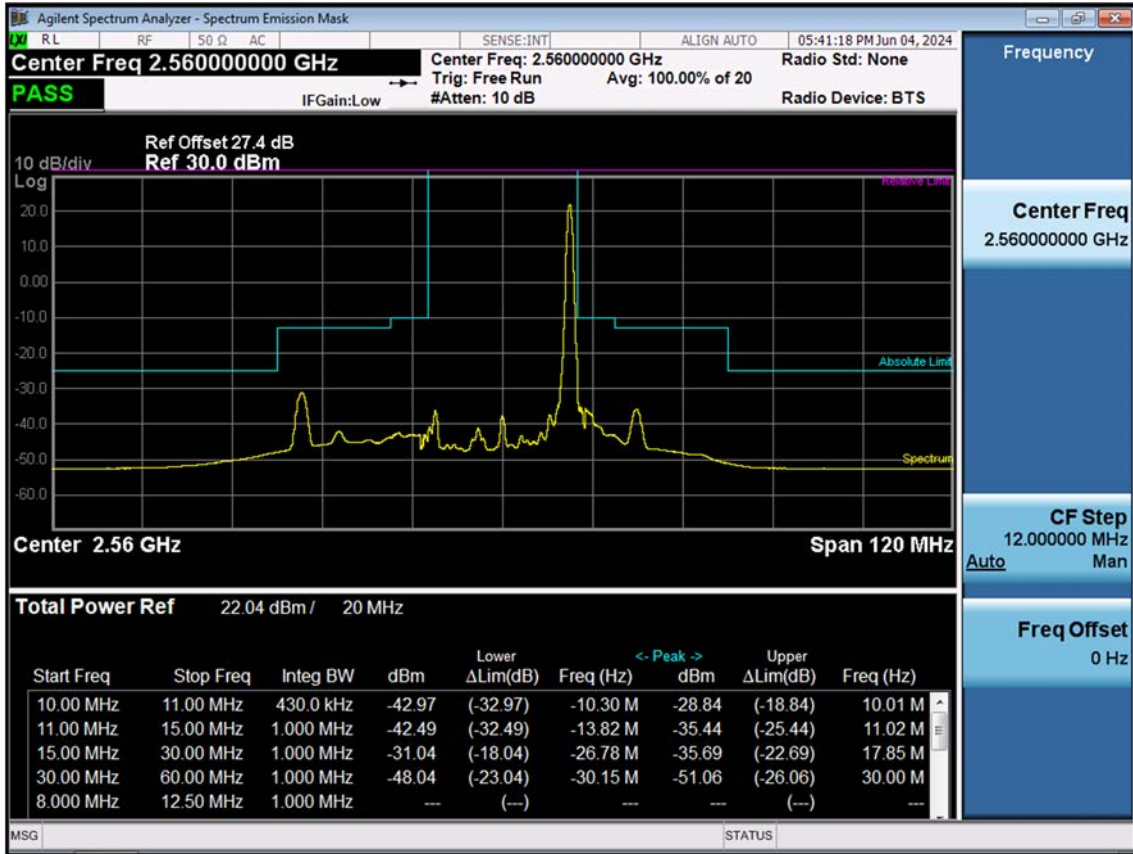 Agilent Spectrum Analyzer - Spectrum Emission Mask
LXI RL RF 50 Ω AC SENSE:INT ALIGN AUTO 05:41:18 PM Jun 04, 2024
Center Freq 2.560000000 GHz
PASS
IFGain:Low
Center Freq: 2.560000000 GHz
Trig: Free Run Avg: 100.00% of 20
#Atten: 10 dB
Radio Std: None
Radio Device: BTS
Frequency
Ref Offset 27.4 dB
10 dB/div Ref 30.0 dBm
Log
Relative Limit
20.0
10.0
0.00
-10.0
-20.0
Absolute Limit
-30.0
-40.0
-50.0
Spectrum
-60.0
Center 2.56 GHz Span 120 MHz
Center Freq
2.560000000 GHz
CF Step
12.000000 MHz
Auto Man
Freq Offset
0 Hz
Total Power Ref 22.04 dBm / 20 MHz
Lower <- Peak -> Upper
Start Freq Stop Freq Integ BW dBm ΔLim(dB) Freq (Hz) dBm ΔLim(dB) Freq (Hz)
10.00 MHz 11.00 MHz 430.0 kHz -42.97 (-32.97) -10.30 M -28.84 (-18.84) 10.01 M
11.00 MHz 15.00 MHz 1.000 MHz -42.49 (-32.49) -13.82 M -35.44 (-25.44) 11.02 M
15.00 MHz 30.00 MHz 1.000 MHz -31.04 (-18.04) -26.78 M -35.69 (-22.69) 17.85 M
30.00 MHz 60.00 MHz 1.000 MHz -48.04 (-23.04) -30.15 M -51.06 (-26.06) 30.00 M
8.000 MHz 12.50 MHz 1.000 MHz --- (---) --- --- (---) ---
MSG STATUS